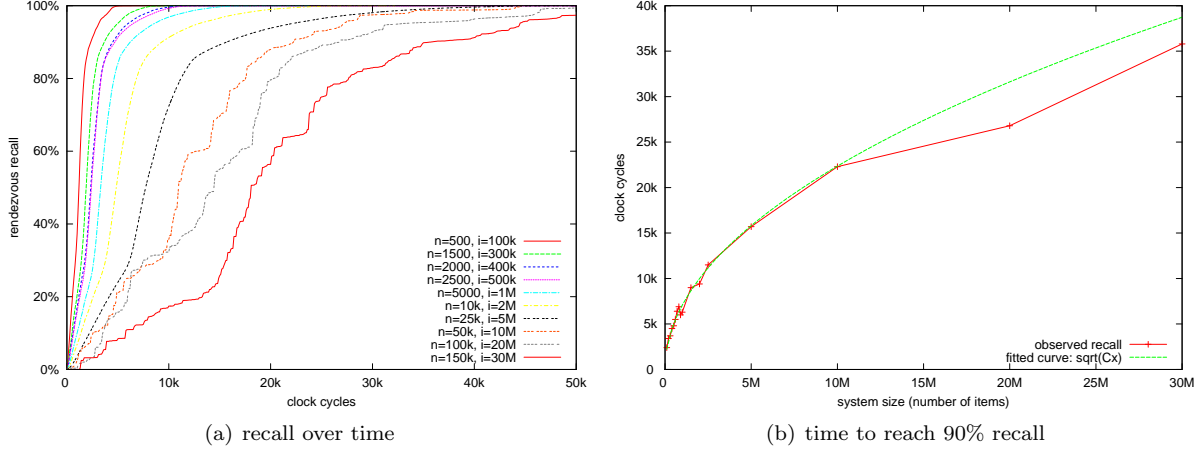 100%
80%
60%
40%
20%
0%
rendezvous recall
n=500, i=100k
n=1500, i=300k
n=2000, i=400k
n=2500, i=500k
n=5000, i=1M
n=10k, i=2M
n=25k, i=5M
n=50k, i=10M
n=100k, i=20M
n=150k, i=30M
0 10k 20k 30k 40k 50k
clock cycles
(a) recall over time
40k
35k
30k
25k
20k
15k
10k
5k
0
clock cycles
observed recall
fitted curve: sqrt(Cx)
5M 10M 15M 20M 25M 30M
system size (number of items)
(b) time to reach 90% recall